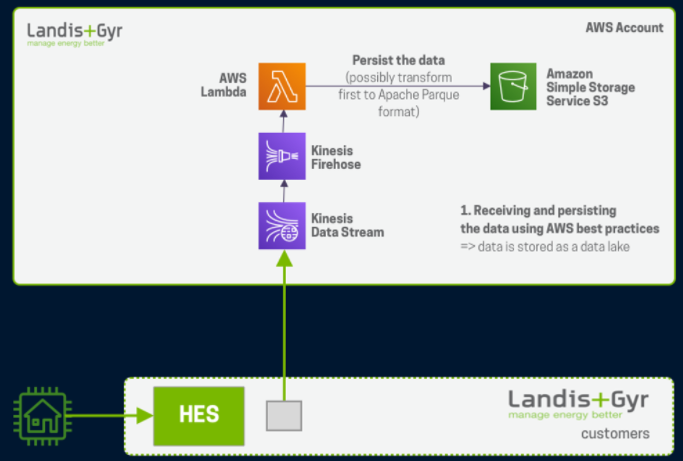 Landis+Gyr
manage energy better
AWS Account
AWS
Lambda
Persist the data
(possibly transform
first to Apache Parque
format)
Amazon
Simple Storage
Service S3
Kinesis
Firehose
Kinesis
Data Stream
1. Receiving and persisting
the data using AWS best practices
=> data is stored as a data lake
HES
Landis+Gyr
manage energy better
customers